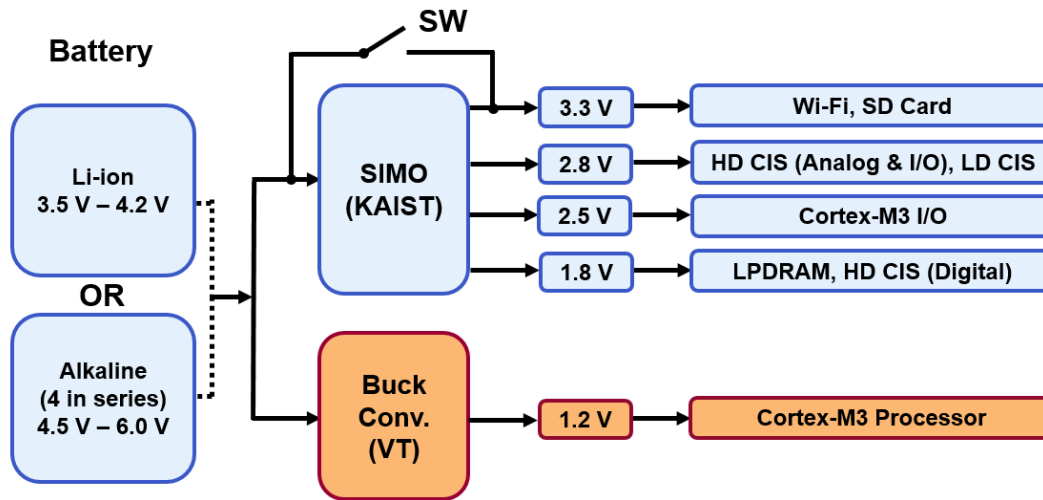 SW
Battery
Li-ion
3.5 V – 4.2 V
OR
Alkaline
(4 in series)
4.5 V – 6.0 V
SIMO
(KAIST)
3.3 V
Wi-Fi, SD Card
2.8 V
HD CIS (Analog & I/O), LD CIS
2.5 V
Cortex-M3 I/O
1.8 V
LPDRAM, HD CIS (Digital)
Buck
Conv.
(VT)
1.2 V
Cortex-M3 Processor